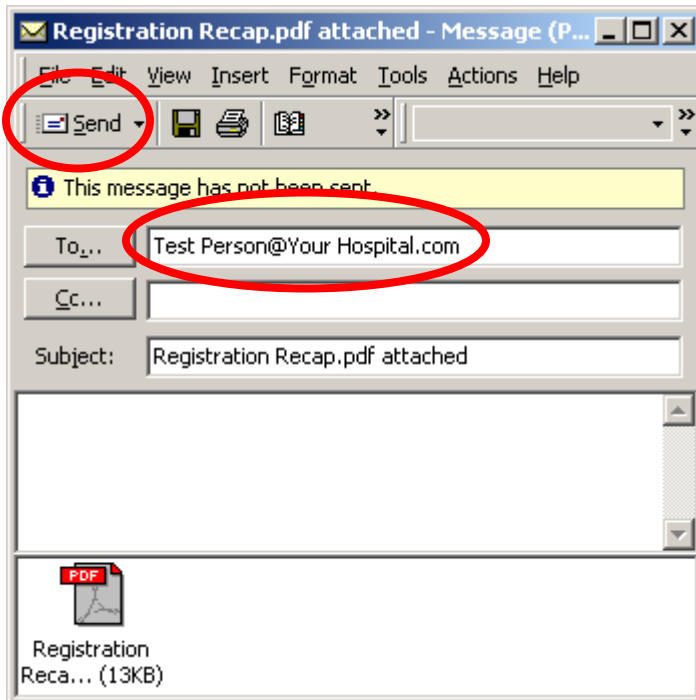 Registration Recap.pdf attached - Message (P...
File Edit View Insert Format Tools Actions Help
Send
This message has not been sent.
To... Test Person@Your Hospital.com
Cc...
Subject: Registration Recap.pdf attached
PDF
Registration
Reca... (13KB)